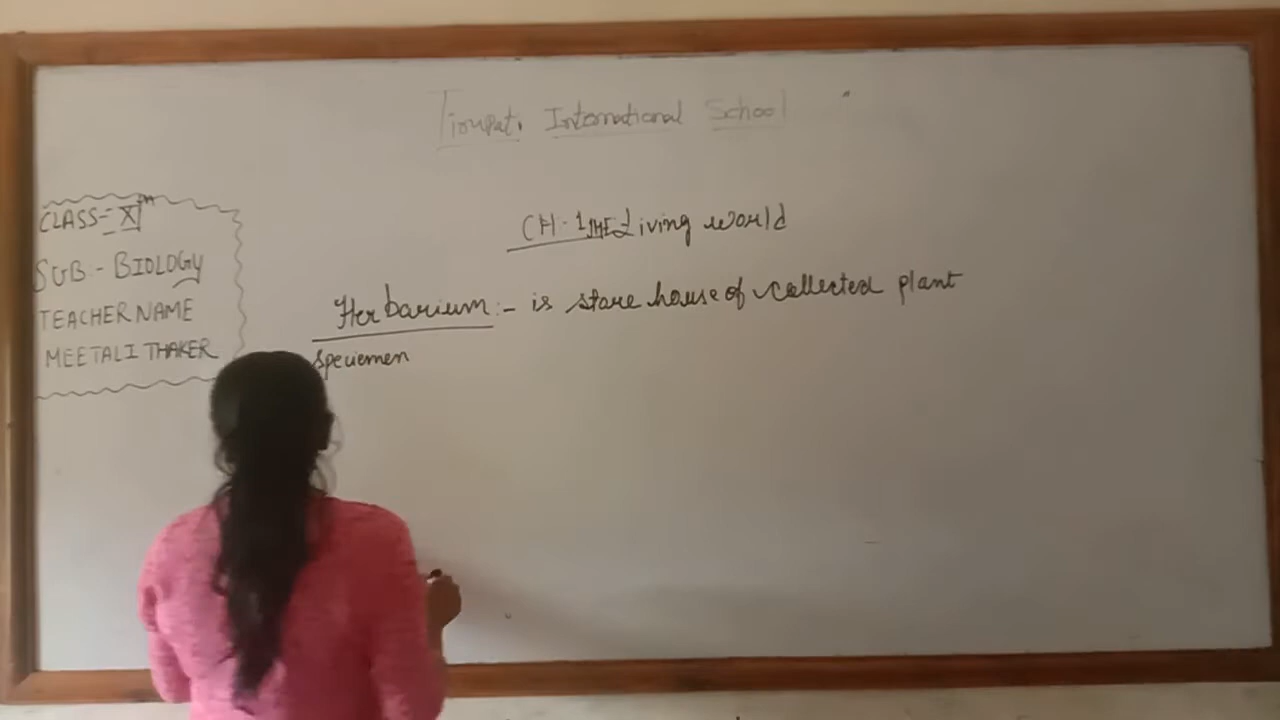 Tirupati International School
CLASS- XIth
SUB - BIOLOGY
TEACHER NAME
MEETALI THAKER
CH - 1 THE Living world
Herbarium :- is store house of collected plant
speciemen